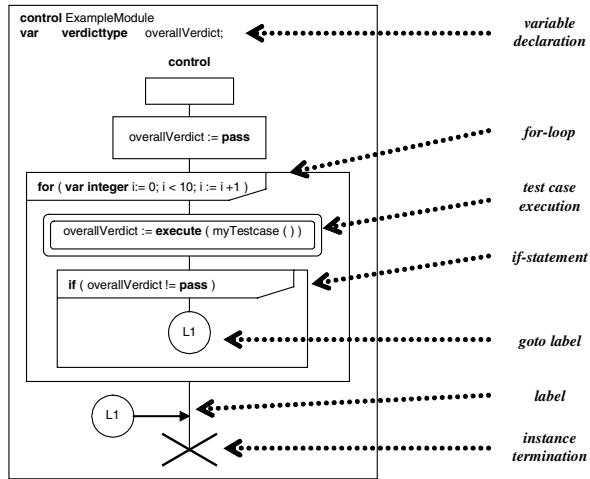 control ExampleModule
var verdicttype overallVerdict;
variable
declaration
control
overallVerdict := pass
for-loop
for ( var integer i:= 0; i < 10; i := i +1 )
test case
execution
overallVerdict := execute ( myTestcase ( ) )
if-statement
if ( overallVerdict != pass )
L1
goto label
label
L1
instance
termination